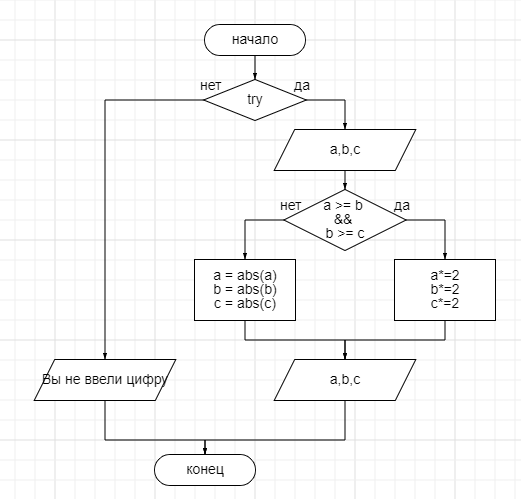 начало
нет
да
try
a,b,c
нет
да
a >= b
&&
b >= c
a = abs(a)
b = abs(b)
c = abs(c)
a*=2
b*=2
c*=2
Вы не ввели цифру
a,b,c
конец